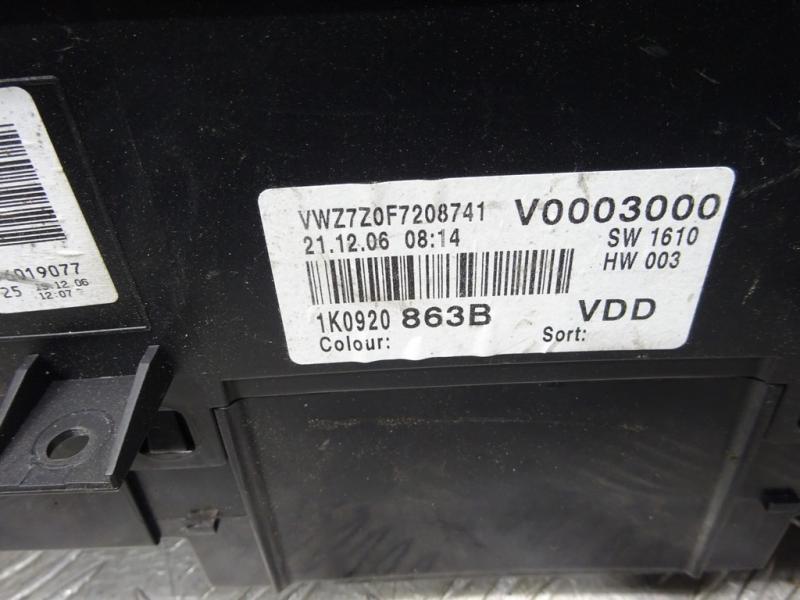 VWZ7Z0F7208741 V0003000
21.12.06 08:14 SW 1610
HW 003
1K0920 863B VDD
Colour: Sort:
019077
25 .12.06
12:07